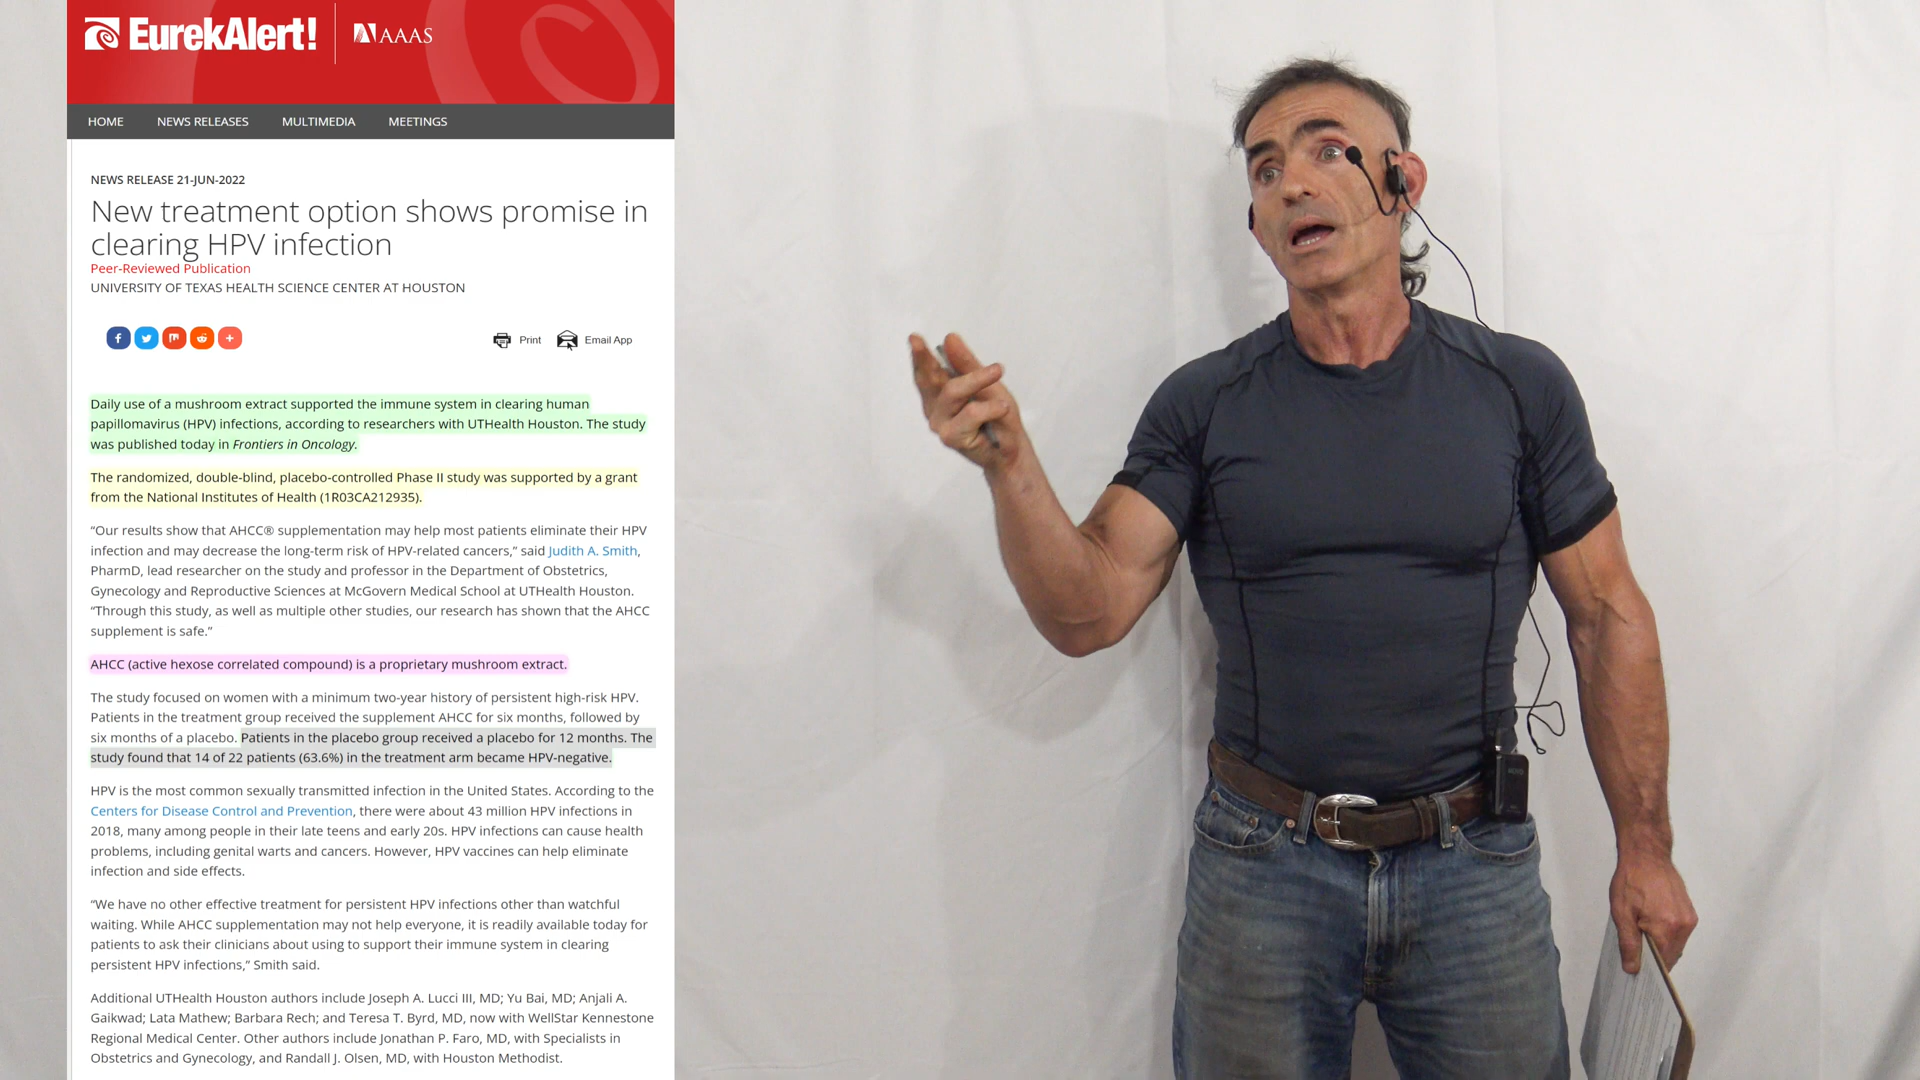 EurekAlert! AAAS
HOME NEWS RELEASES MULTIMEDIA MEETINGS
NEWS RELEASE 21-JUN-2022
New treatment option shows promise in
clearing HPV infection
Peer-Reviewed Publication
UNIVERSITY OF TEXAS HEALTH SCIENCE CENTER AT HOUSTON
Print Email App
Daily use of a mushroom extract supported the immune system in clearing human
papillomavirus (HPV) infections, according to researchers with UTHealth Houston. The study
was published today in Frontiers in Oncology.
The randomized, double-blind, placebo-controlled Phase II study was supported by a grant
from the National Institutes of Health (1R03CA212935).
“Our results show that AHCC® supplementation may help most patients eliminate their HPV
infection and may decrease the long-term risk of HPV-related cancers,” said Judith A. Smith,
PharmD, lead researcher on the study and professor in the Department of Obstetrics,
Gynecology and Reproductive Sciences at McGovern Medical School at UTHealth Houston.
“Through this study, as well as multiple other studies, our research has shown that the AHCC
supplement is safe.”
AHCC (active hexose correlated compound) is a proprietary mushroom extract.
The study focused on women with a minimum two-year history of persistent high-risk HPV.
Patients in the treatment group received the supplement AHCC for six months, followed by
six months of a placebo. Patients in the placebo group received a placebo for 12 months. The
study found that 14 of 22 patients (63.6%) in the treatment arm became HPV-negative.
HPV is the most common sexually transmitted infection in the United States. According to the
Centers for Disease Control and Prevention, there were about 43 million HPV infections in
2018, many among people in their late teens and early 20s. HPV infections can cause health
problems, including genital warts and cancers. However, HPV vaccines can help eliminate
infection and side effects.
“We have no other effective treatment for persistent HPV infections other than watchful
waiting. While AHCC supplementation may not help everyone, it is readily available today for
patients to ask their clinicians about using to support their immune system in clearing
persistent HPV infections,” Smith said.
Additional UTHealth Houston authors include Joseph A. Lucci III, MD; Yu Bai, MD; Anjali A.
Gaikwad; Lata Mathew; Barbara Rech; and Teresa T. Byrd, MD, now with WellStar Kennestone
Regional Medical Center. Other authors include Jonathan P. Faro, MD, with Specialists in
Obstetrics and Gynecology, and Randall J. Olsen, MD, with Houston Methodist.